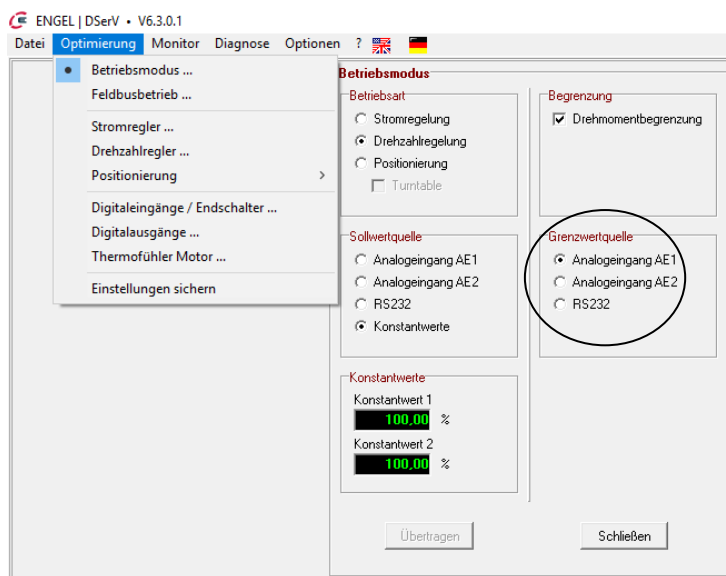 ENGEL | DServ • V6.3.0.1
Datei Optimierung Monitor Diagnose Optionen ?
Betriebsmodus ...
Feldbusbetrieb ...
Stromregler ...
Drehzahlregler ...
Positionierung
Digitaleingänge / Endschalter ...
Digitalausgänge ...
Thermofühler Motor ...
Einstellungen sichern
Betriebsmodus
Betriebsart
Stromregelung
Drehzahlregelung
Positionierung
Turntable
Begrenzung
Drehmomentbegrenzung
Sollwertquelle
Analogeingang AE1
Analogeingang AE2
RS232
Konstantwerte
Grenzwertquelle
Analogeingang AE1
Analogeingang AE2
RS232
Konstantwerte
Konstantwert 1
100,00 %
Konstantwert 2
100,00 %
Übertragen
Schließen